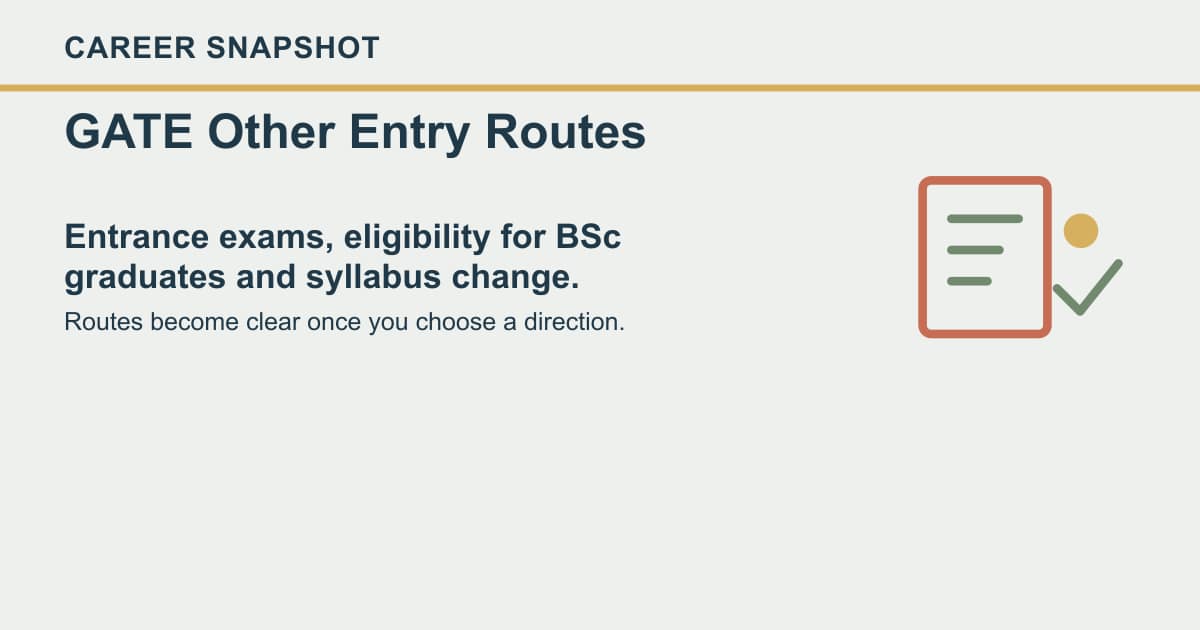 CAREER SNAPSHOT
GATE Other Entry Routes
Entrance exams, eligibility for BSc
graduates and syllabus change.
Routes become clear once you choose a direction.